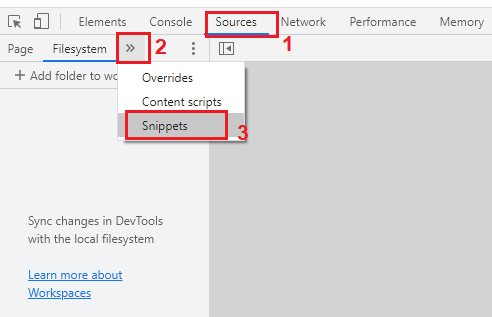 Elements Console Sources Network Performance Memory
1
Page Filesystem » 2
+ Add folder to wo
Overrides
Content scripts
Snippets 3
Sync changes in DevTools
with the local filesystem
Learn more about
Workspaces